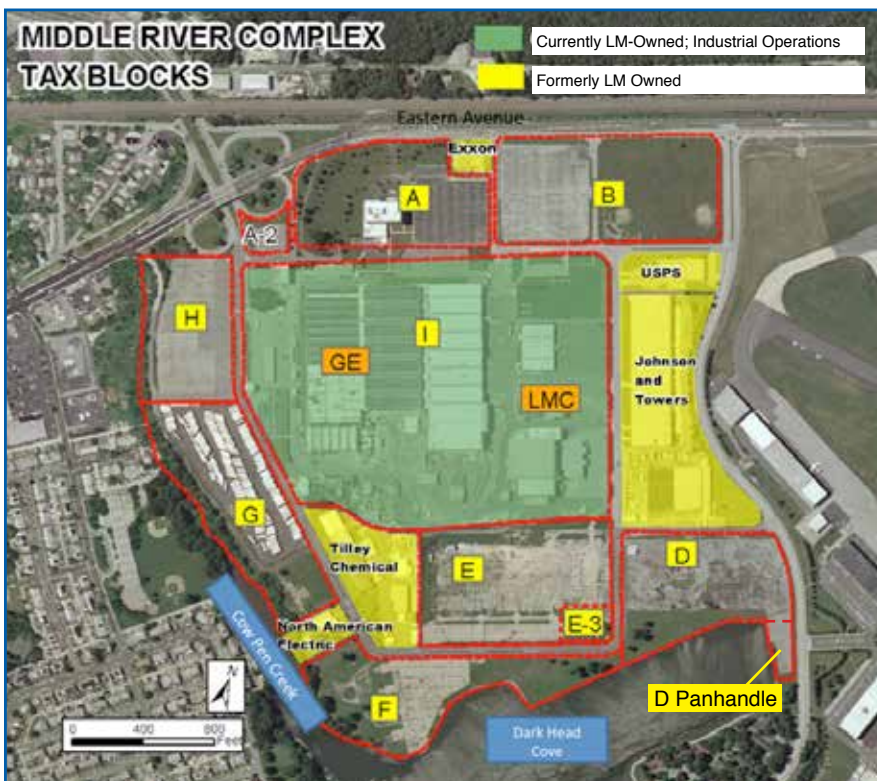 MIDDLE RIVER COMPLEX
TAX BLOCKS
Currently LM-Owned; Industrial Operations
Formerly LM Owned
Eastern Avenue
Exxon
A
B
A-2
USPS
H
I
GE
Johnson
and
Towers
LMC
G
Tilley
Chemical
E
D
E-3
North American
Electric
Cow Pen Creek
F
D Panhandle
N
0 400 800
Feet
Dark Head
Cove